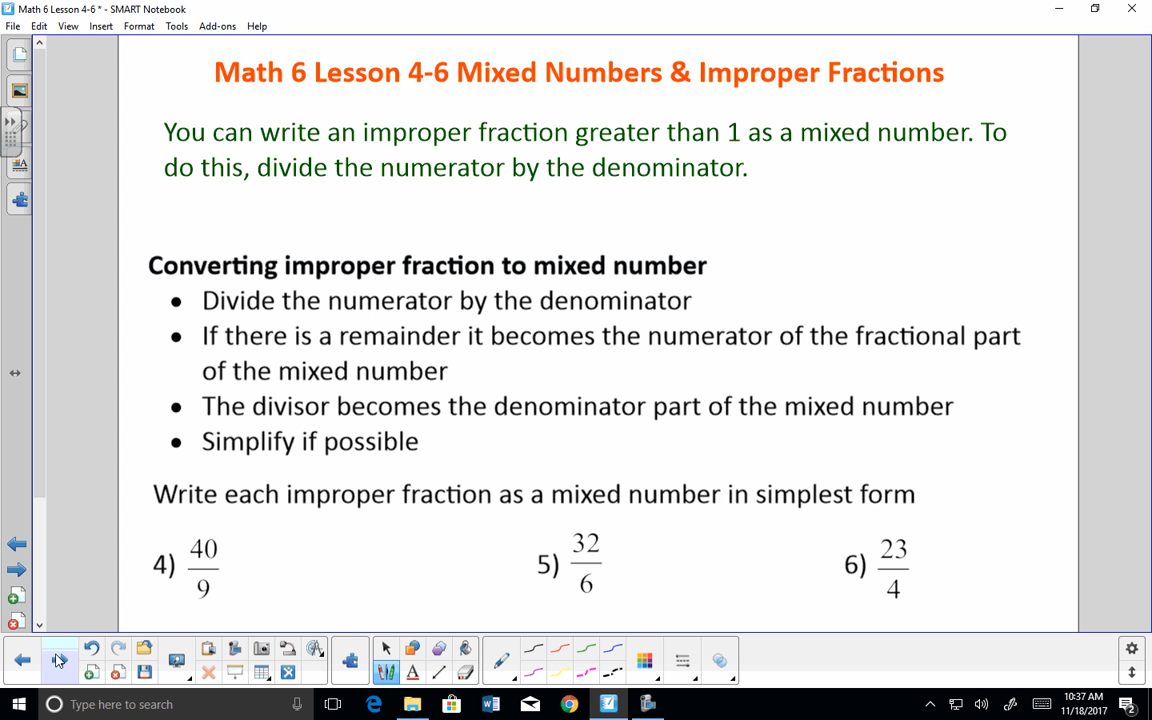 Math 6 Lesson 4-6 * - SMART Notebook
File Edit View Insert Format Tools Add-ons Help
Math 6 Lesson 4-6 Mixed Numbers & Improper Fractions
You can write an improper fraction greater than 1 as a mixed number. To
do this, divide the numerator by the denominator.
Converting improper fraction to mixed number
• Divide the numerator by the denominator
• If there is a remainder it becomes the numerator of the fractional part
of the mixed number
• The divisor becomes the denominator part of the mixed number
• Simplify if possible
Write each improper fraction as a mixed number in simplest form
4) 40/9 5) 32/6 6) 23/4
Type here to search
10:37 AM
11/18/2017
2